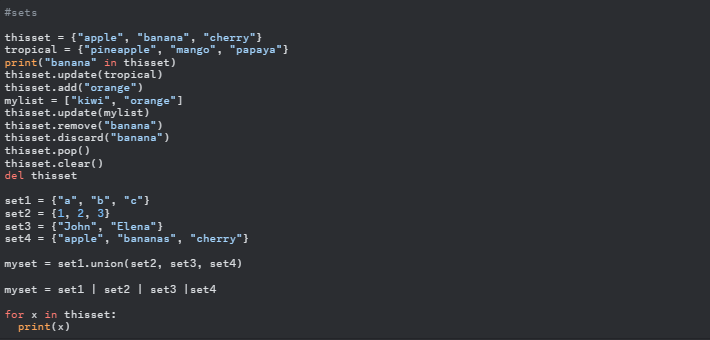 #sets

thisset = {"apple", "banana", "cherry"}
tropical = {"pineapple", "mango", "papaya"}
print("banana" in thisset)
thisset.update(tropical)
thisset.add("orange")
mylist = ["kiwi", "orange"]
thisset.update(mylist)
thisset.remove("banana")
thisset.discard("banana")
thisset.pop()
thisset.clear()
del thisset

set1 = {"a", "b", "c"}
set2 = {1, 2, 3}
set3 = {"John", "Elena"}
set4 = {"apple", "bananas", "cherry"}

myset = set1.union(set2, set3, set4)

myset = set1 | set2 | set3 |set4

for x in thisset:
  print(x)